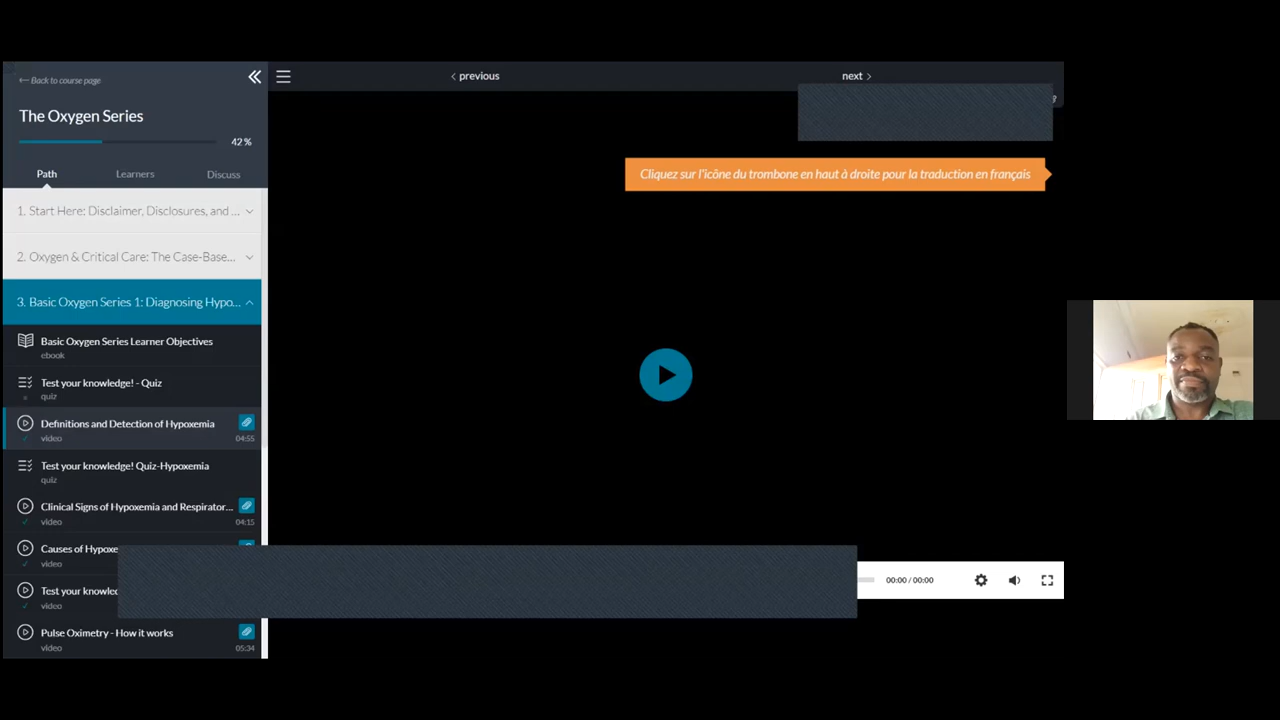 ← Back to course page
The Oxygen Series
42 %
Path
Learners
Discuss
1. Start Here: Disclaimer, Disclosures, and ...
2. Oxygen & Critical Care: The Case-Base...
3. Basic Oxygen Series 1: Diagnosing Hypo...
Basic Oxygen Series Learner Objectives
ebook
Test your knowledge! - Quiz
quiz
Definitions and Detection of Hypoxemia
video
04:55
Test your knowledge! Quiz-Hypoxemia
quiz
Clinical Signs of Hypoxemia and Respirator...
video
04:15
Causes of
video
Test your
video
Pulse Oximetry - How it works
video
05:34
< previous
next >
Cliquez sur l'icône du trombone en haut à droite pour la traduction en français
00:00 / 00:00